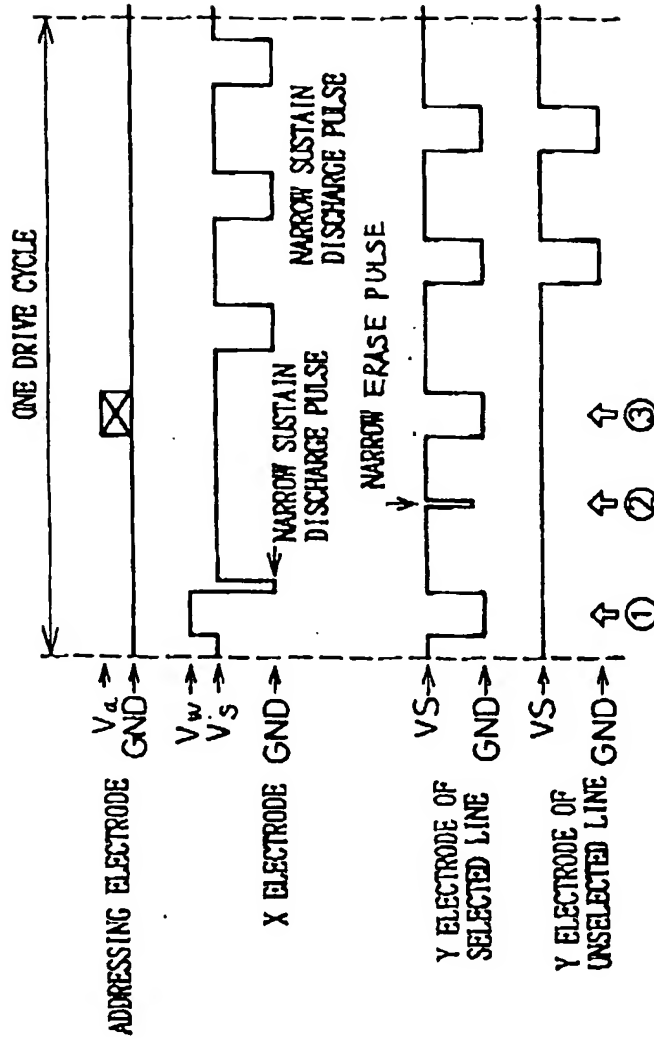 ONE DRIVE CYCLE
ADDRESSING ELECTRODE
Va
GND
X ELECTRODE
Vw
Vs
GND
NARROW SUSTAIN
DISCHARGE PULSE
NARROW SUSTAIN
DISCHARGE PULSE
NARROW ERASE PULSE
Y ELECTRODE OF
SELECTED LINE
VS
GND
Y ELECTRODE OF
UNSELECTED LINE
VS
GND
①
②
③